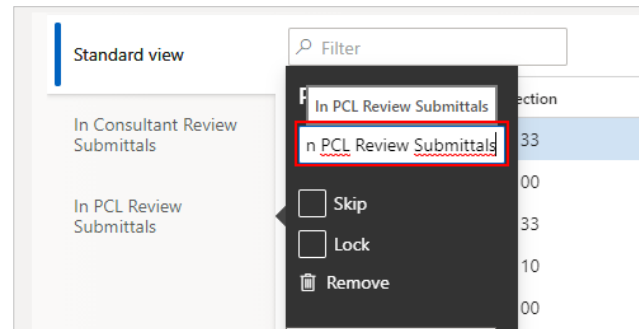 Standard view
Filter
In PCL Review Submittals
ection
n PCL Review Submittals
33
In Consultant Review
Submittals
00
Skip
In PCL Review
Submittals
33
Lock
10
Remove
00